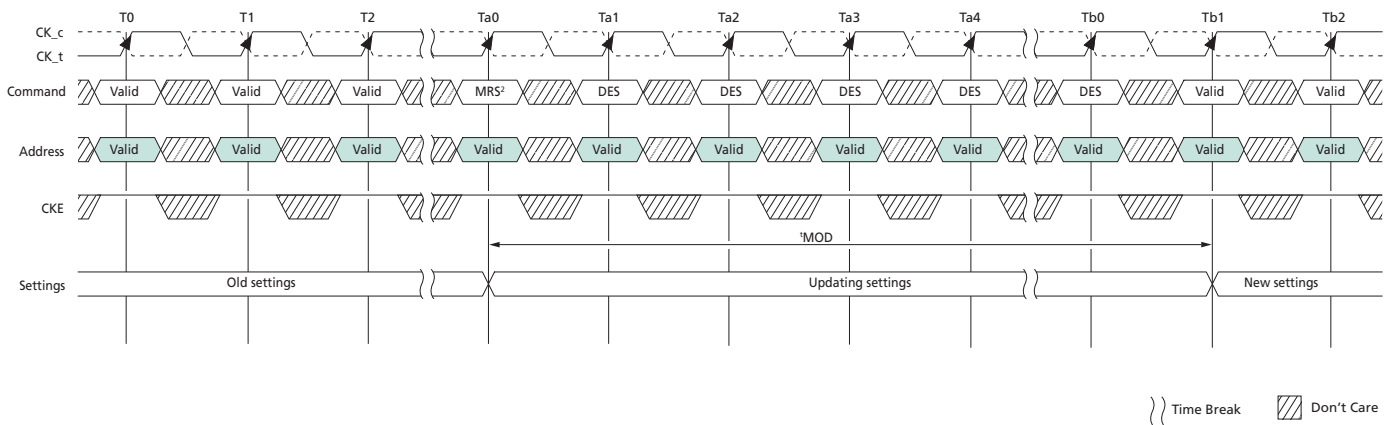 T0 T1 T2 Ta0 Ta1 Ta2 Ta3 Ta4 Tb0 Tb1 Tb2
CK_c
CK_t
Command Valid Valid Valid MRS² DES DES DES DES DES Valid Valid
Address Valid Valid Valid Valid Valid Valid Valid Valid Valid Valid Valid
CKE
tMOD
Settings Old settings Updating settings New settings
Time Break Don't Care